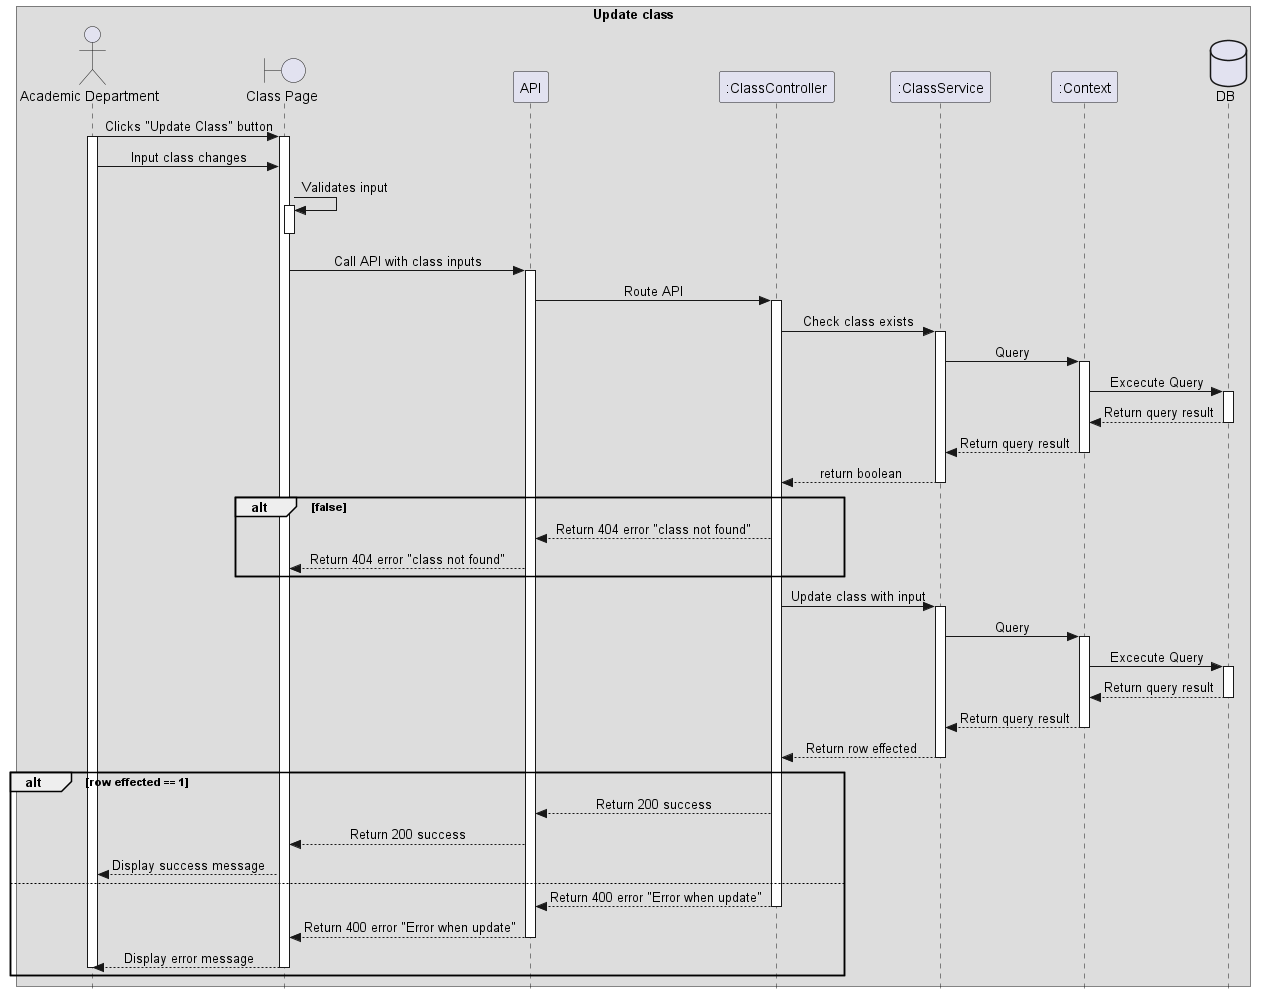 Update class
Academic Department
Class Page
API
:ClassController
:ClassService
:Context
DB
Clicks "Update Class" button
Input class changes
Validates input
Call API with class inputs
Route API
Check class exists
Query
Excecute Query
Return query result
Return query result
return boolean
alt [false]
Return 404 error "class not found"
Return 404 error "class not found"
Update class with input
Query
Excecute Query
Return query result
Return query result
Return row effected
alt [row effected == 1]
Return 200 success
Return 200 success
Display success message
Return 400 error "Error when update"
Return 400 error "Error when update"
Display error message